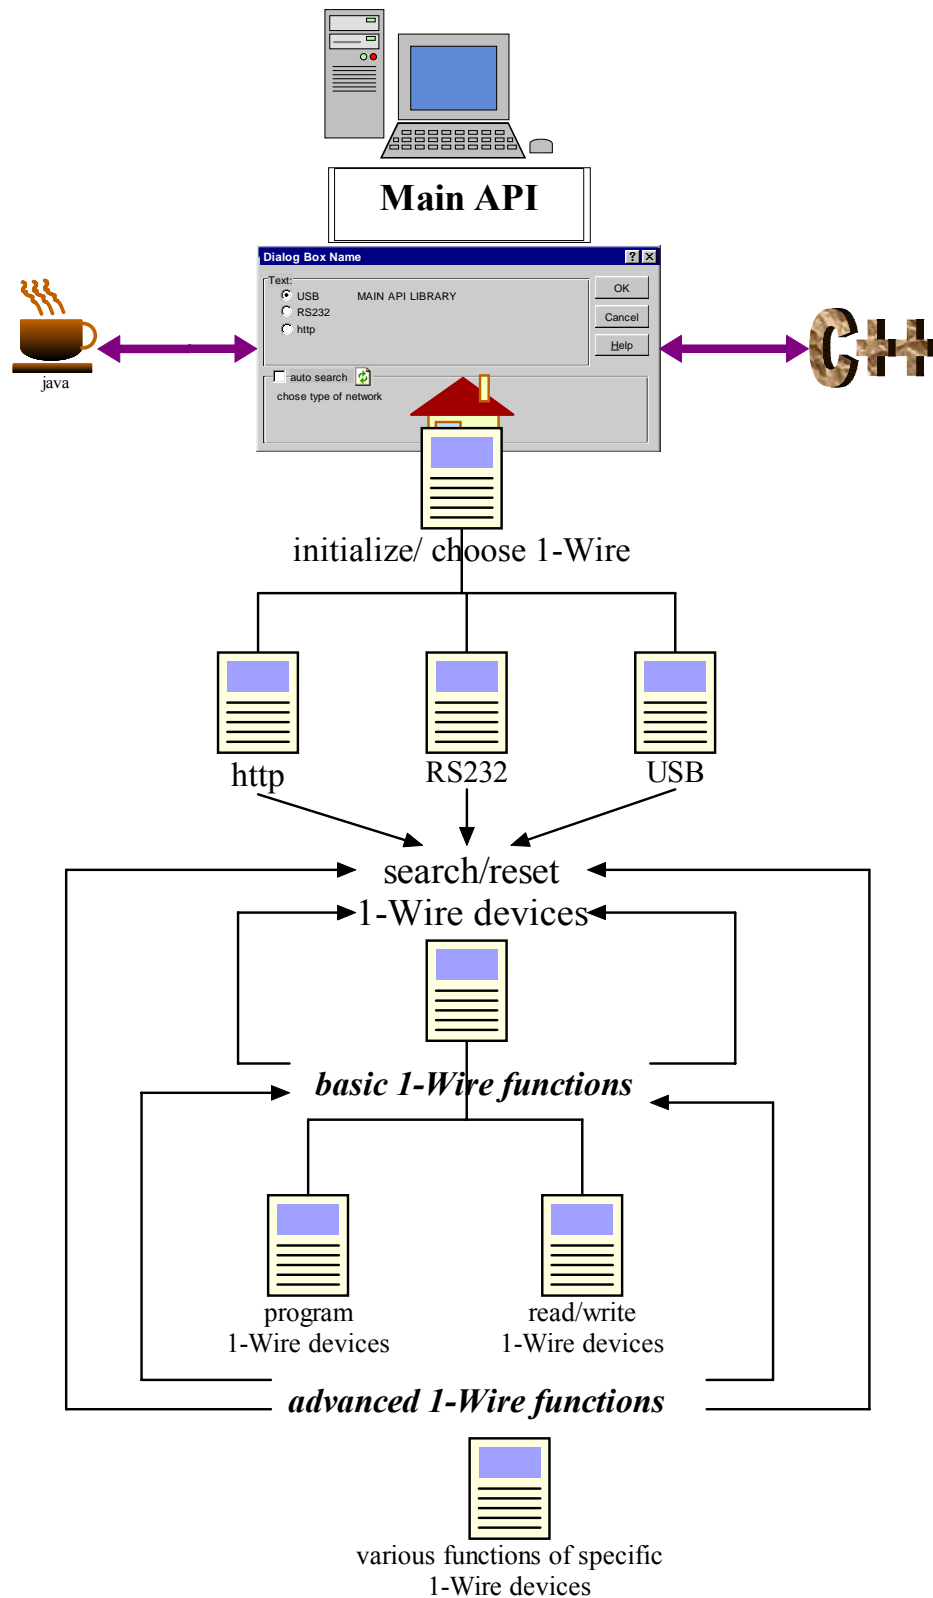 Main API
Dialog Box Name
Text:
USB MAIN API LIBRARY
RS232
http
OK
Cancel
Help
auto search
chose type of network
java
C++
initialize/ choose 1-Wire
http
RS232
USB
search/reset
1-Wire devices
basic 1-Wire functions
program
1-Wire devices
read/write
1-Wire devices
advanced 1-Wire functions
various functions of specific
1-Wire devices